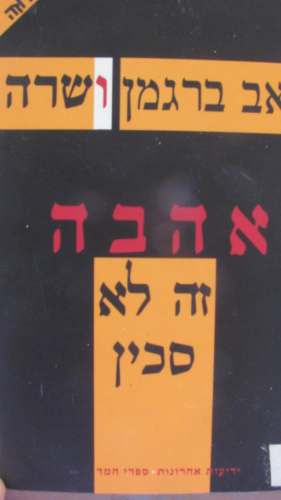 אב ברגמן ושרה
אהבה
זה לא
סכין
ידיעות אחרונות • ספרי חמד